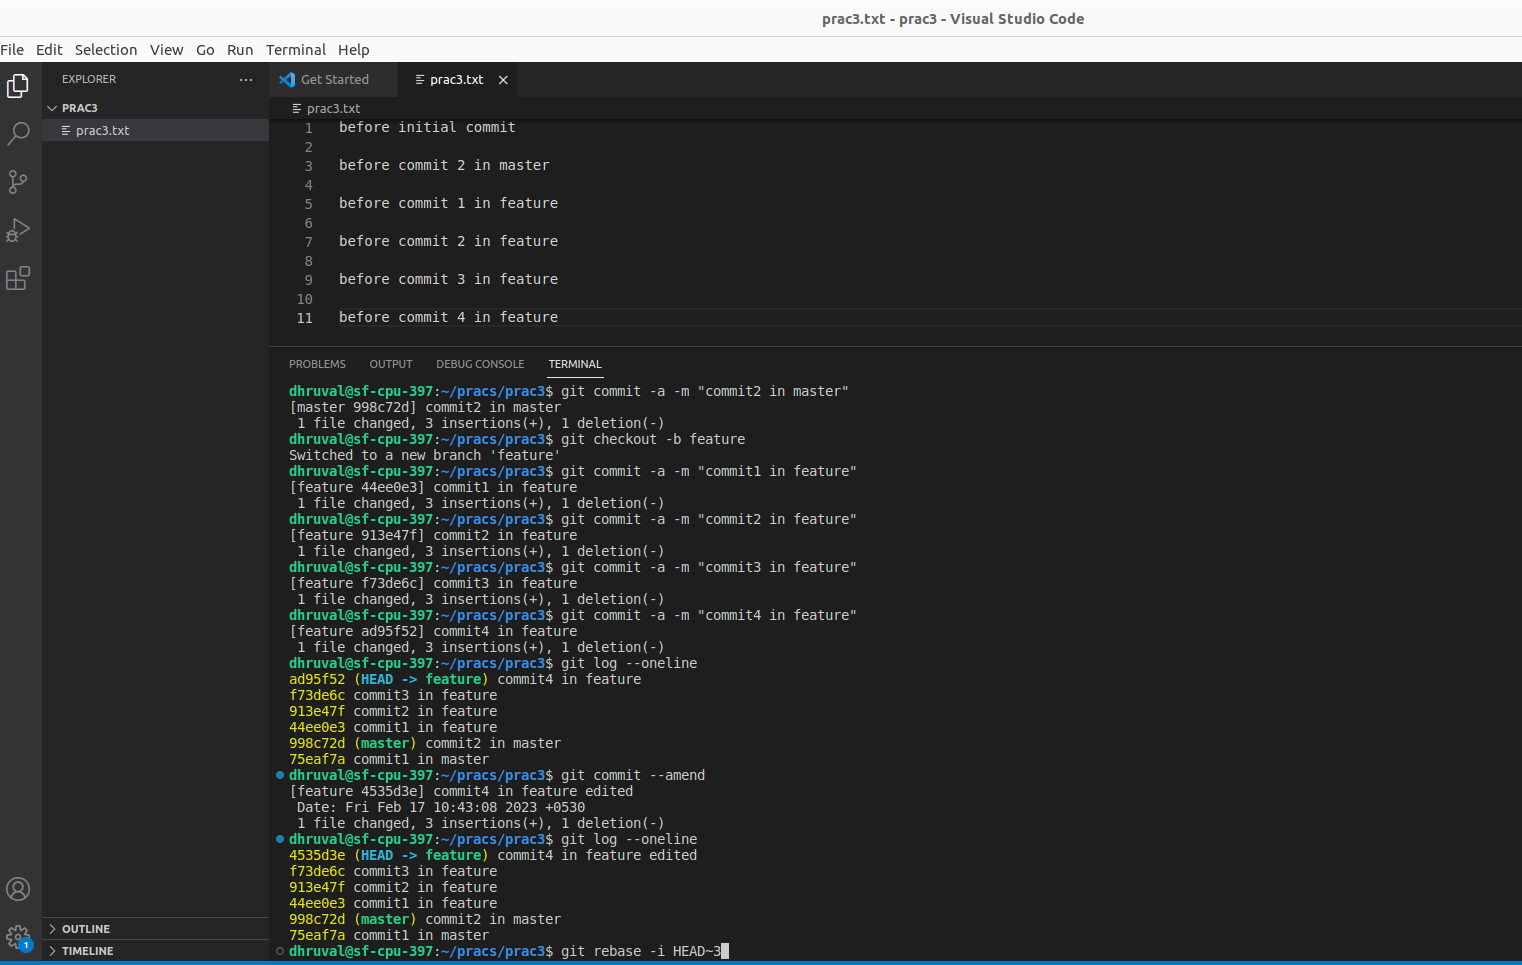 prac3.txt - prac3 - Visual Studio Code
File Edit Selection View Go Run Terminal Help
EXPLORER ...
PRAC3
prac3.txt
Get Started prac3.txt
prac3.txt
1 before initial commit
2
3 before commit 2 in master
4
5 before commit 1 in feature
6
7 before commit 2 in feature
8
9 before commit 3 in feature
10
11 before commit 4 in feature
PROBLEMS OUTPUT DEBUG CONSOLE TERMINAL
dhruval@sf-cpu-397:~/pracs/prac3$ git commit -a -m "commit2 in master"
[master 998c72d] commit2 in master
1 file changed, 3 insertions(+), 1 deletion(-)
dhruval@sf-cpu-397:~/pracs/prac3$ git checkout -b feature
Switched to a new branch 'feature'
dhruval@sf-cpu-397:~/pracs/prac3$ git commit -a -m "commit1 in feature"
[feature 44ee0e3] commit1 in feature
1 file changed, 3 insertions(+), 1 deletion(-)
dhruval@sf-cpu-397:~/pracs/prac3$ git commit -a -m "commit2 in feature"
[feature 913e47f] commit2 in feature
1 file changed, 3 insertions(+), 1 deletion(-)
dhruval@sf-cpu-397:~/pracs/prac3$ git commit -a -m "commit3 in feature"
[feature f73de6c] commit3 in feature
1 file changed, 3 insertions(+), 1 deletion(-)
dhruval@sf-cpu-397:~/pracs/prac3$ git commit -a -m "commit4 in feature"
[feature ad95f52] commit4 in feature
1 file changed, 3 insertions(+), 1 deletion(-)
dhruval@sf-cpu-397:~/pracs/prac3$ git log --oneline
ad95f52 (HEAD -> feature) commit4 in feature
f73de6c commit3 in feature
913e47f commit2 in feature
44ee0e3 commit1 in feature
998c72d (master) commit2 in master
75eaf7a commit1 in master
dhruval@sf-cpu-397:~/pracs/prac3$ git commit --amend
[feature 4535d3e] commit4 in feature edited
Date: Fri Feb 17 10:43:08 2023 +0530
1 file changed, 3 insertions(+), 1 deletion(-)
dhruval@sf-cpu-397:~/pracs/prac3$ git log --oneline
4535d3e (HEAD -> feature) commit4 in feature edited
f73de6c commit3 in feature
913e47f commit2 in feature
44ee0e3 commit1 in feature
998c72d (master) commit2 in master
75eaf7a commit1 in master
dhruval@sf-cpu-397:~/pracs/prac3$ git rebase -i HEAD~3
OUTLINE
TIMELINE
1